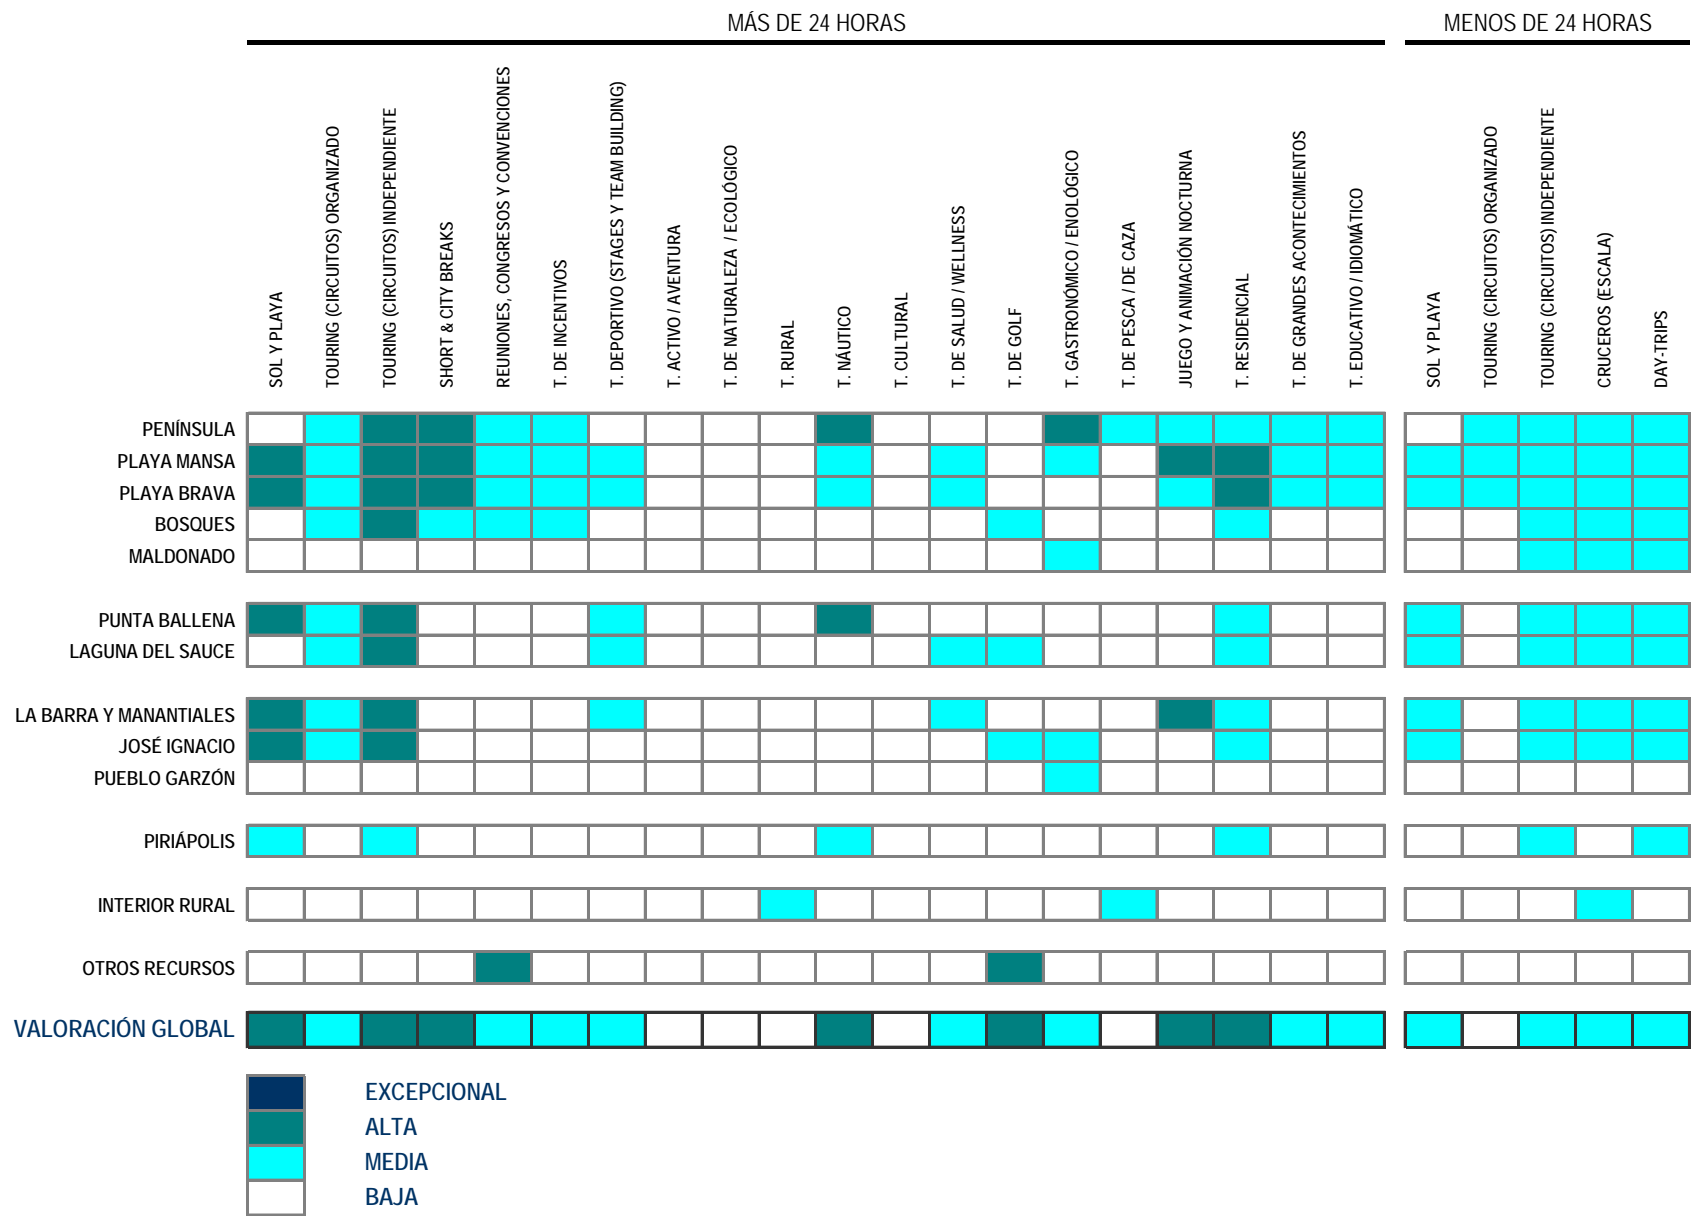 MÁS DE 24 HORAS
MENOS DE 24 HORAS
SOL Y PLAYA
TOURING (CIRCUITOS) ORGANIZADO
TOURING (CIRCUITOS) INDEPENDIENTE
SHORT & CITY BREAKS
REUNIONES, CONGRESOS Y CONVENCIONES
T. DE INCENTIVOS
T. DEPORTIVO (STAGES Y TEAM BUILDING)
T. ACTIVO / AVENTURA
T. DE NATURALEZA / ECOLÓGICO
T. RURAL
T. NÁUTICO
T. CULTURAL
T. DE SALUD / WELLNESS
T. DE GOLF
T. GASTRONÓMICO / ENOLÓGICO
T. DE PESCA / DE CAZA
JUEGO Y ANIMACIÓN NOCTURNA
T. RESIDENCIAL
T. DE GRANDES ACONTECIMIENTOS
T. EDUCATIVO / IDIOMÁTICO
SOL Y PLAYA
TOURING (CIRCUITOS) ORGANIZADO
TOURING (CIRCUITOS) INDEPENDIENTE
CRUCEROS (ESCALA)
DAY-TRIPS
PENÍNSULA
PLAYA MANSA
PLAYA BRAVA
BOSQUES
MALDONADO
PUNTA BALLENA
LAGUNA DEL SAUCE
LA BARRA Y MANANTIALES
JOSÉ IGNACIO
PUEBLO GARZÓN
PIRIÁPOLIS
INTERIOR RURAL
OTROS RECURSOS
VALORACIÓN GLOBAL
EXCEPCIONAL
ALTA
MEDIA
BAJA